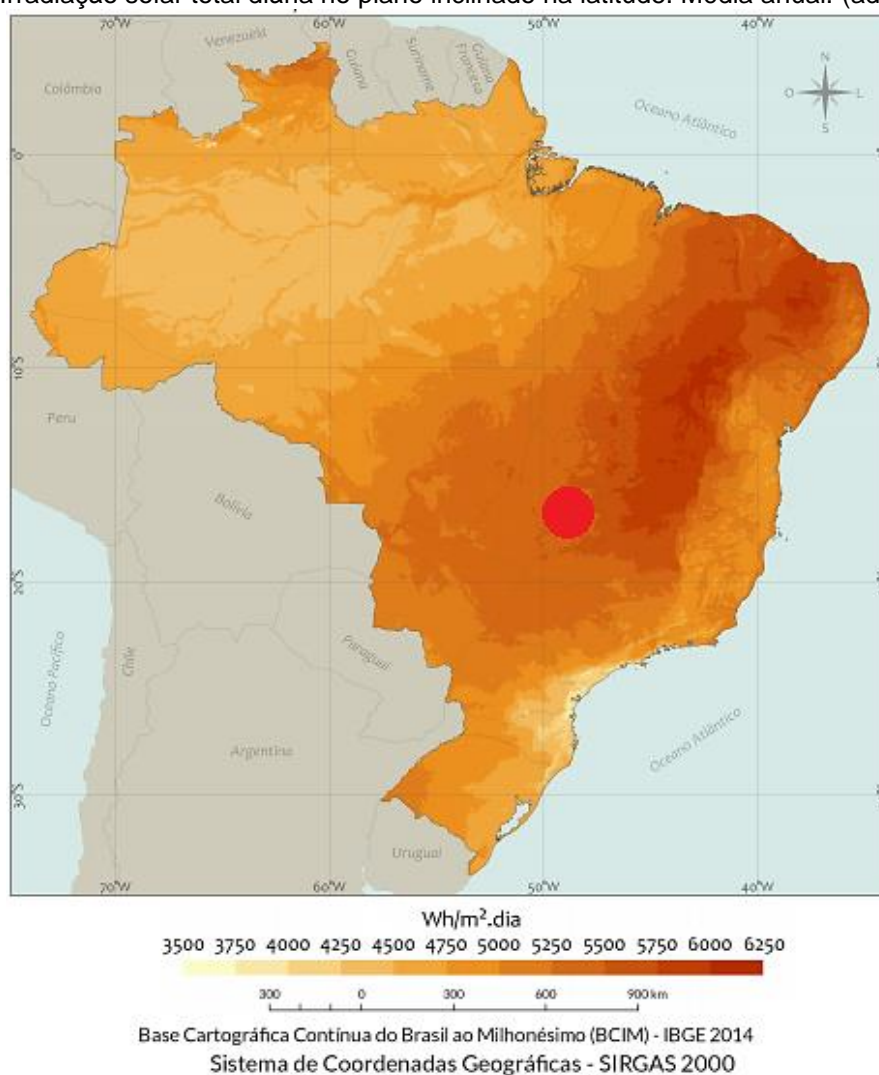 Irradiação solar total diária no plano inclinado na latitude. Média anual. (ad
70°W 60°W 50°W 40°W
Venezuela
Guiana
Suriname
Guiana
Francesa
Colômbia
N
O L
S
Oceano Atlântico
0
10°S
Peru
Bolívia
20°S
Oceano Pacífico
Chile
Paraguai
Oceano Atlântico
Argentina
30°S
Uruguai
70°W 60°W 50°W 40°W
Wh/m².dia
3500 3750 4000 4250 4500 4750 5000 5250 5500 5750 6000 6250
300 0 300 600 900 km
Base Cartográfica Contínua do Brasil ao Milhonésimo (BCIM) - IBGE 2014
Sistema de Coordenadas Geográficas - SIRGAS 2000